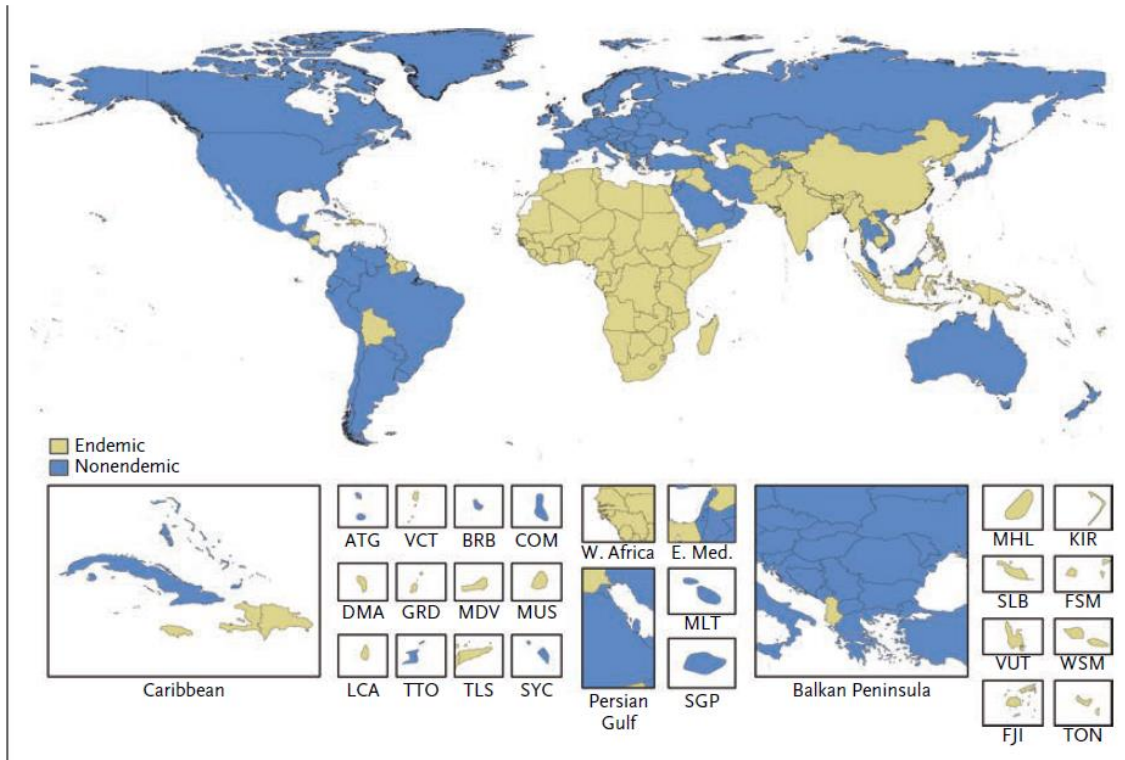 Endemic
Nonendemic
ATG VCT BRB COM
W. Africa E. Med.
MHL KIR
DMA GRD MDV MUS
MLT
SLB FSM
LCA TTO TLS SYC
VUT WSM
Caribbean
Persian
Gulf
SGP
Balkan Peninsula
FJI TON